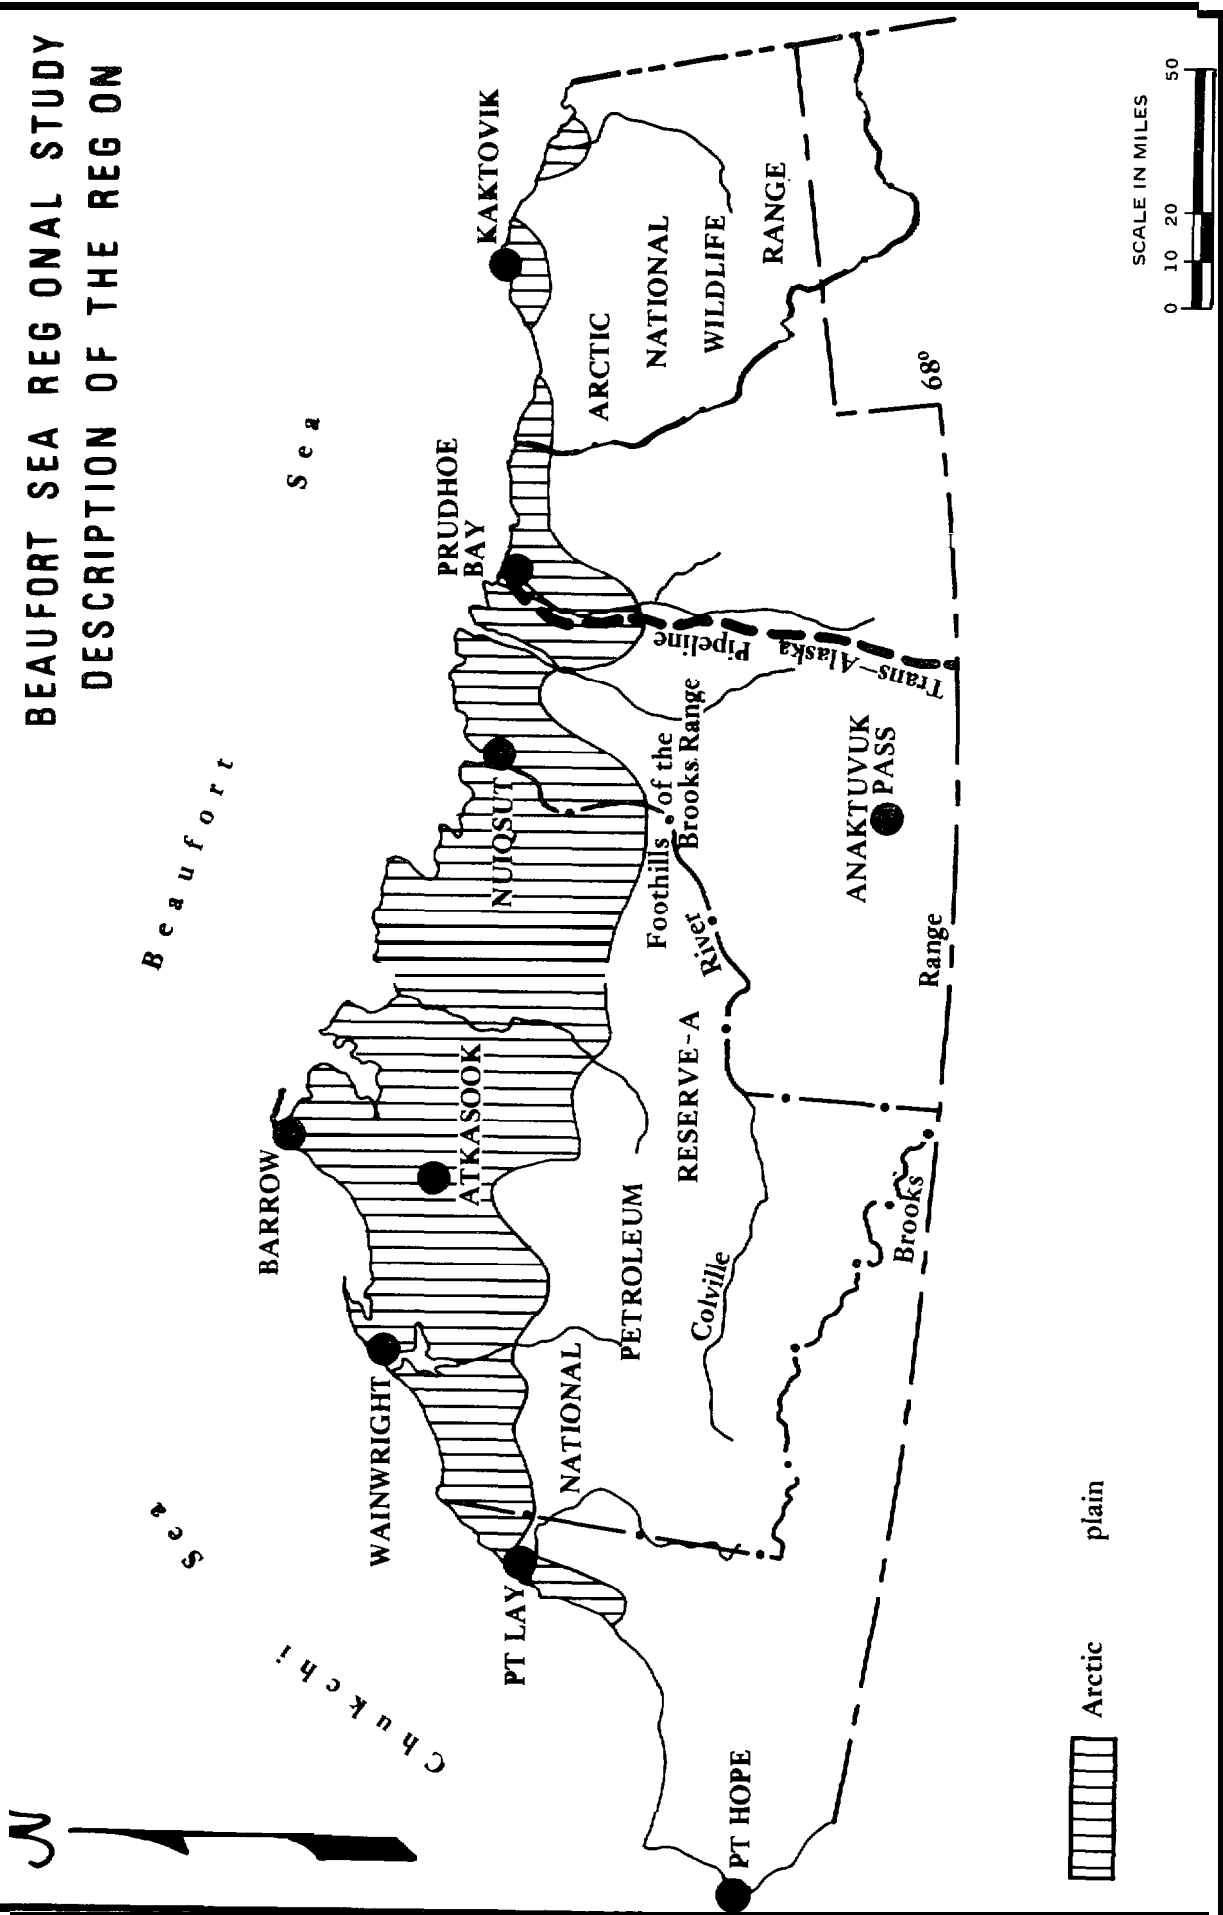 BEAUFORT SEA REG ONAL STUDY
DESCRIPTION OF THE REG ON
N
Chukchi
Sea
Beaufort
Sea
BARROW
WAINWRIGHT
ATKASOOK
PT LAY
PT HOPE
NUIQSUT
PRUDHOE
BAY
KAKTOVIK
NATIONAL
PETROLEUM
RESERVE-A
Colville
River
Foothills of the
Brooks Range
ARCTIC
NATIONAL
WILDLIFE
RANGE
Trans-Alaska Pipeline
ANAKTUVUK
PASS
Brooks
Range
68°
Arctic plain
SCALE IN MILES
0 10 20 50